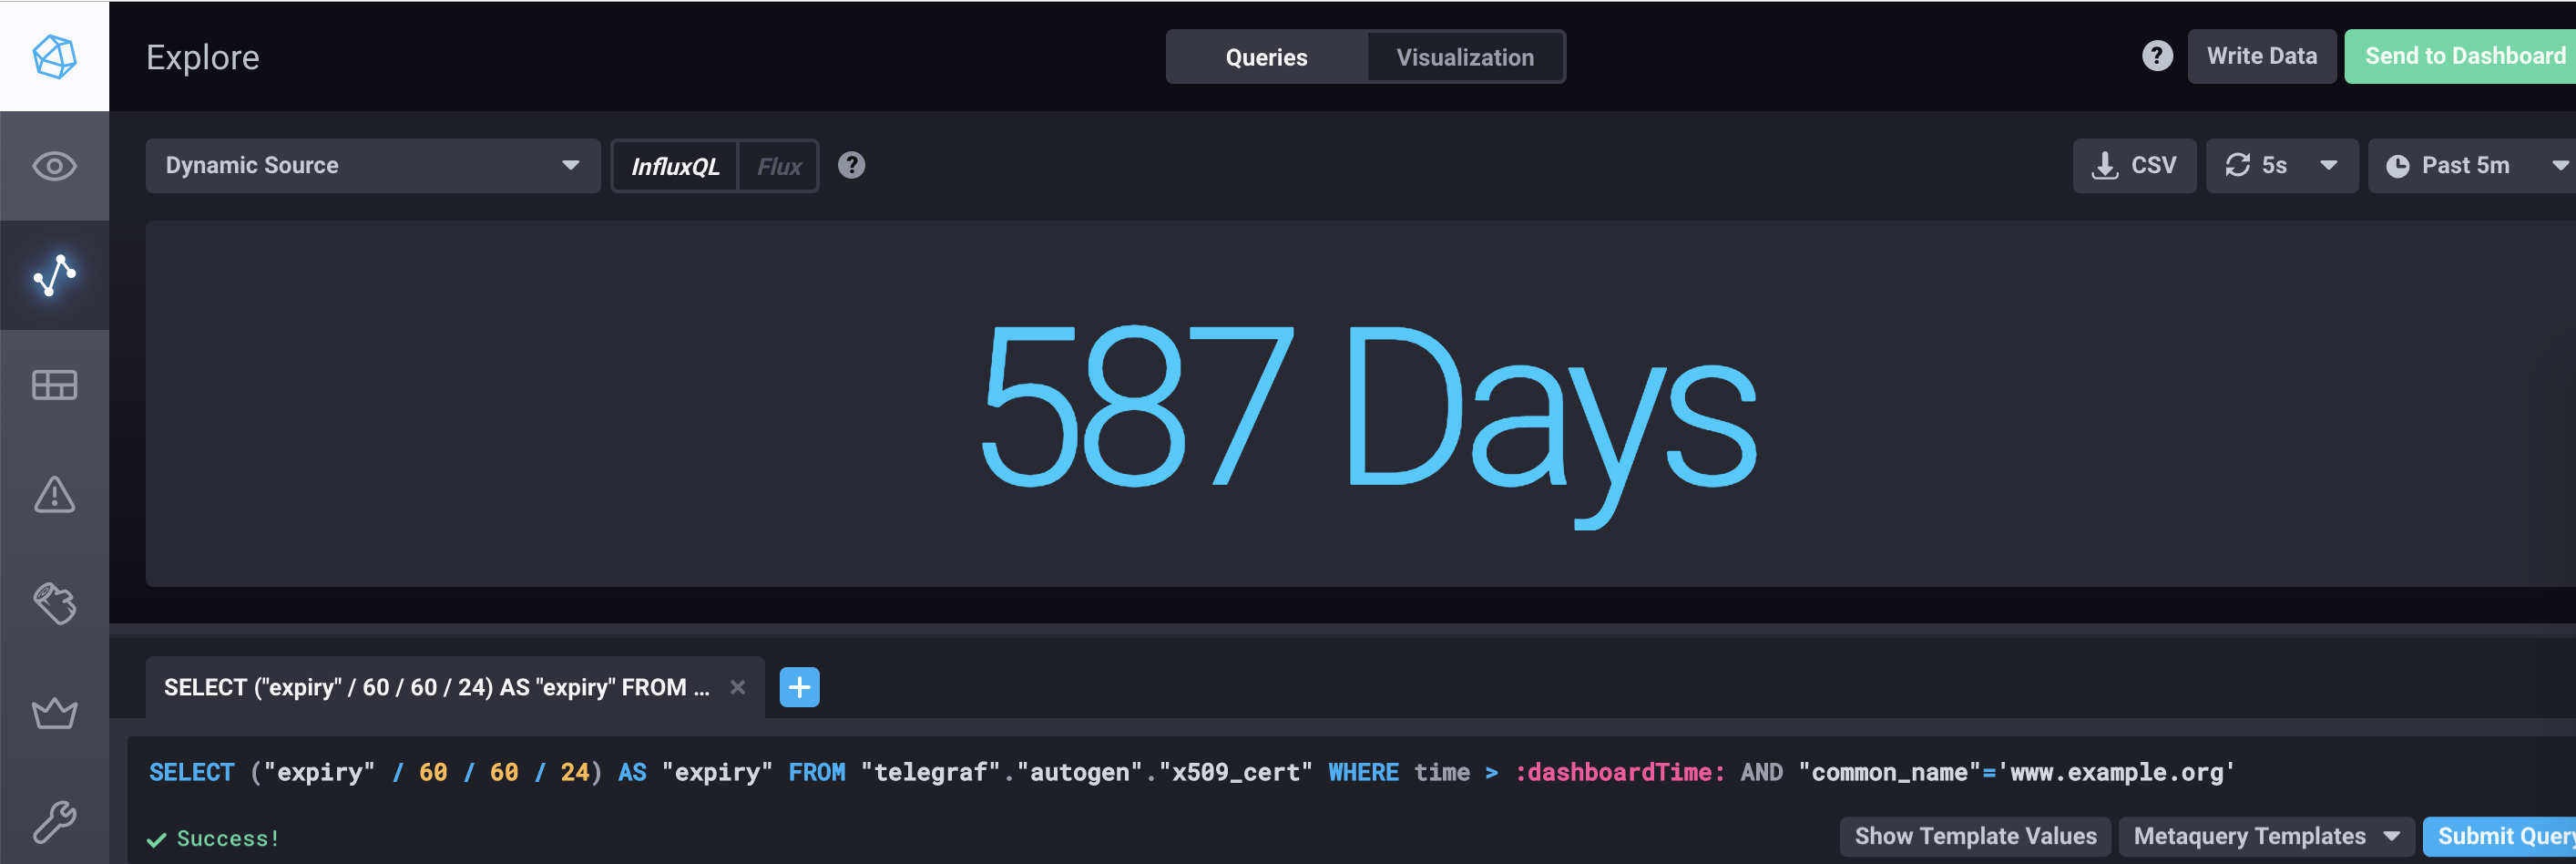 Explore
Queries Visualization
? Write Data Send to Dashboard
Dynamic Source InfluxQL Flux ? CSV 5s Past 5m
587 Days
SELECT ("expiry" / 60 / 60 / 24) AS "expiry" FROM ...
SELECT ("expiry" / 60 / 60 / 24) AS "expiry" FROM "telegraf"."autogen"."x509_cert" WHERE time > :dashboardTime: AND "common_name"='www.example.org'
Success!
Show Template Values Metaquery Templates Submit Query